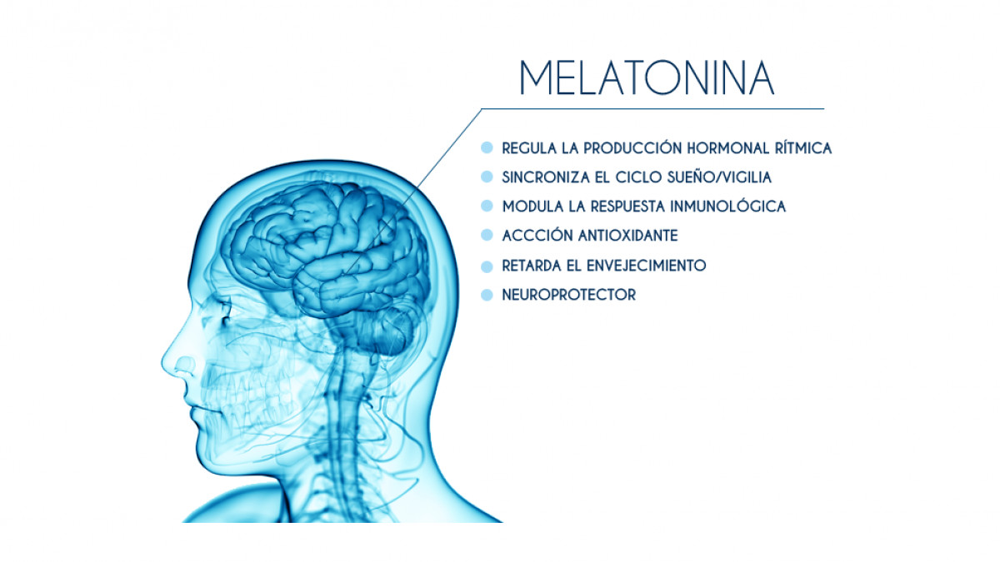 MELATONINA
REGULA LA PRODUCCIÓN HORMONAL RÍTMICA
SINCRONIZA EL CICLO SUEÑO/VIGILIA
MODULA LA RESPUESTA INMUNOLÓGICA
ACCCIÓN ANTIOXIDANTE
RETARDA EL ENVEJECIMIENTO
NEUROPROTECTOR